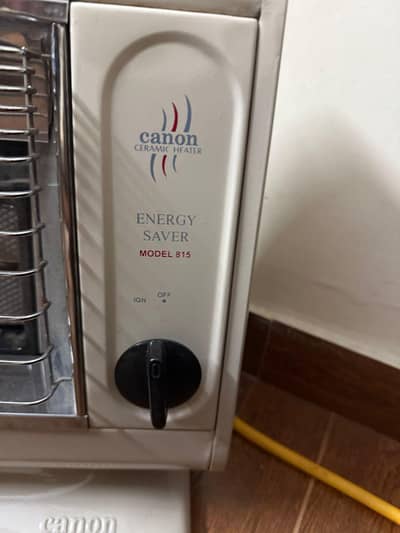 canon
CERAMIC HEATER
ENERGY
SAVER
MODEL 815
OFF
IGN
canon